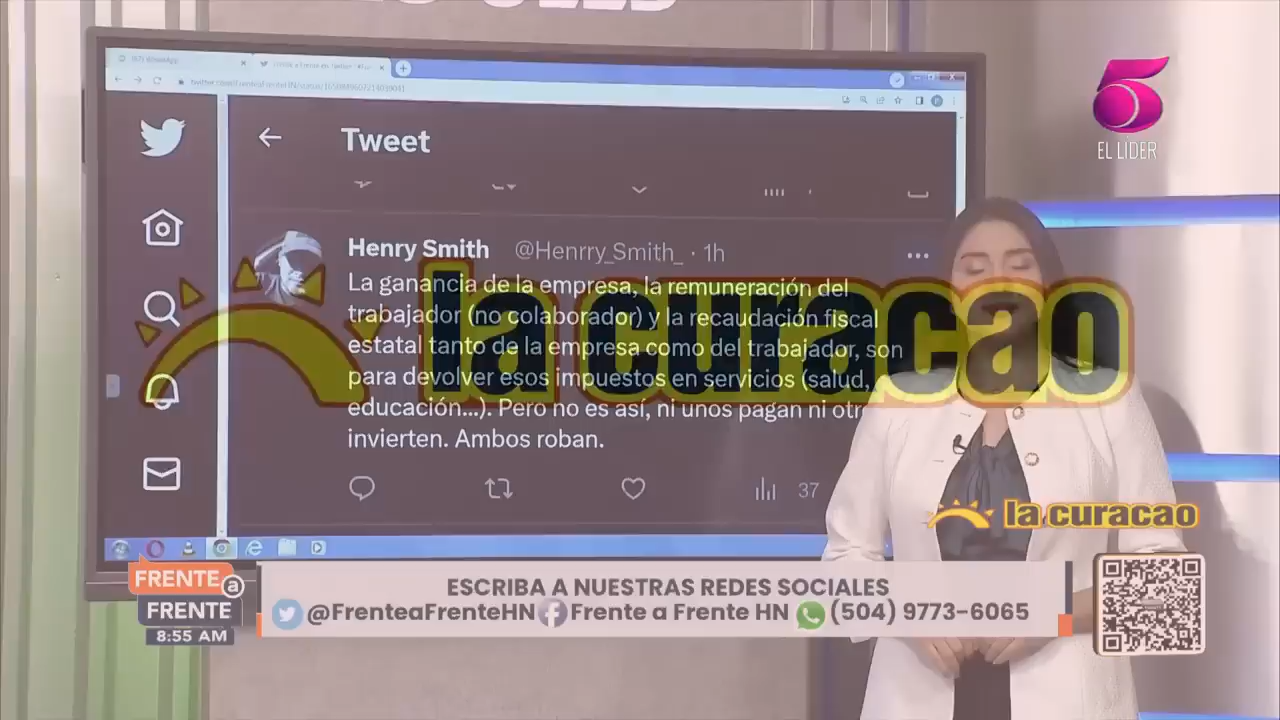 5
EL LIDER
Tweet
Henry Smith @Henrry_Smith_ · 1h
La ganancia de la empresa, la remuneración del
trabajador (no colaborador) y la recaudación fiscal
estatal tanto de la empresa como del trabajador, son
para devolver esos impuestos en servicios (salud,
educación...). Pero no es así, ni unos pagan ni
invierten. Ambos roban.
37
la curacao
la curacao
FRENTE a
FRENTE
8:55 AM
ESCRIBA A NUESTRAS REDES SOCIALES
@FrenteaFrenteHN Frente a Frente HN (504) 9773-6065